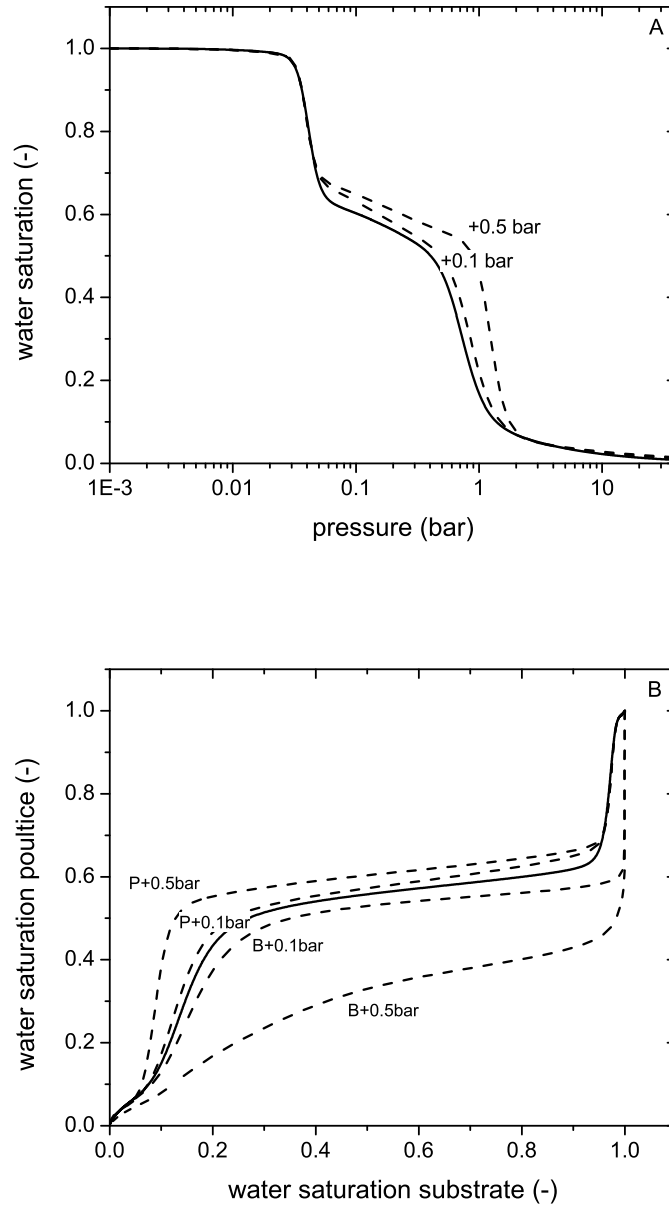 A
1.0
0.8
0.6
0.4
0.2
0.0
water saturation (-)
+0.5 bar
+0.1 bar
1E-3 0.01 0.1 1 10
pressure (bar)
B
1.0
0.8
0.6
0.4
0.2
0.0
water saturation poultice (-)
P+0.5bar
P+0.1bar
B+0.1bar
B+0.5bar
0.0 0.2 0.4 0.6 0.8 1.0
water saturation substrate (-)